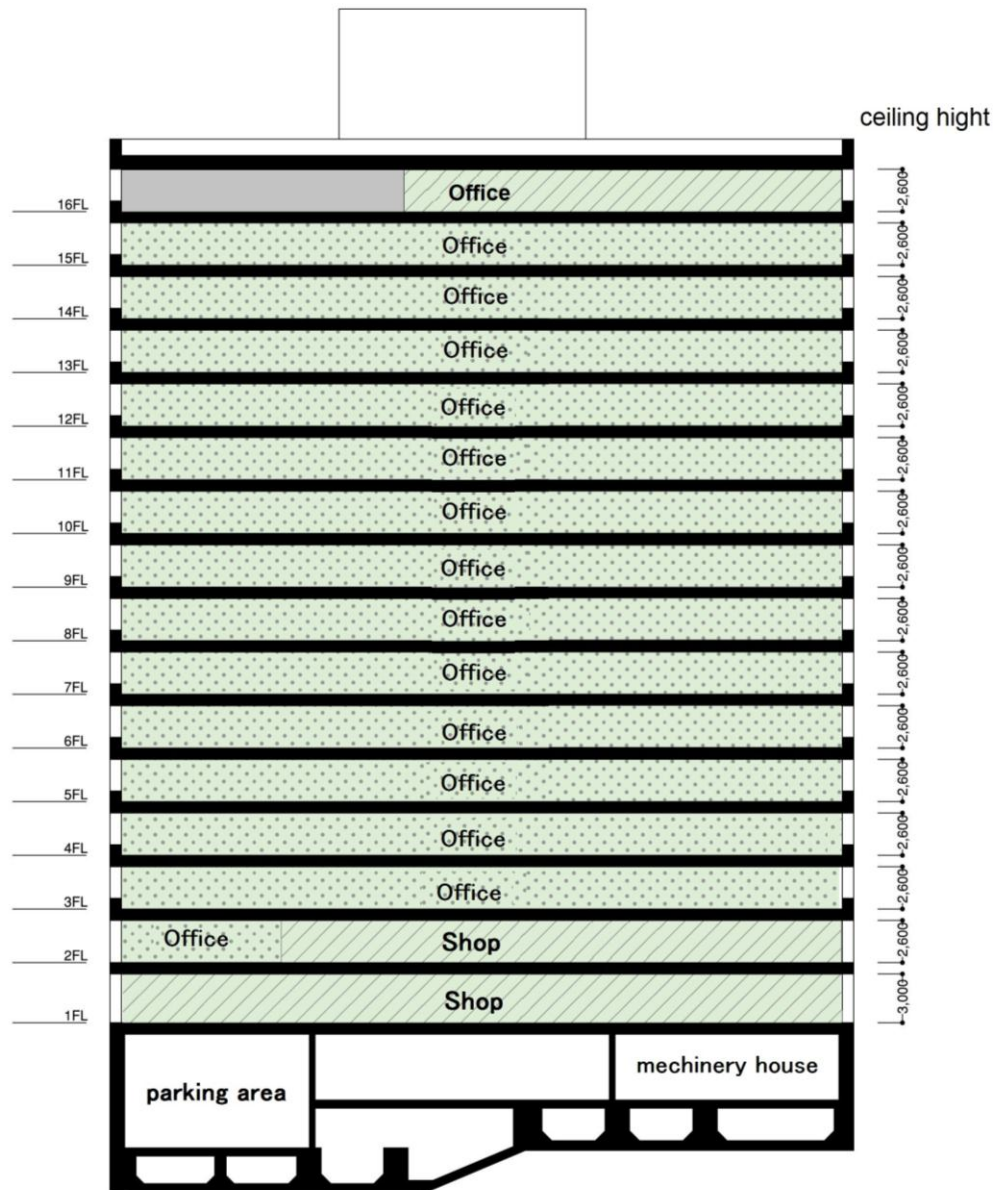 ceiling hight
16FL Office 2,600
15FL Office 2,600
14FL Office 2,600
13FL Office 2,600
12FL Office 2,600
11FL Office 2,600
10FL Office 2,600
9FL Office 2,600
8FL Office 2,600
7FL Office 2,600
6FL Office 2,600
5FL Office 2,600
4FL Office 2,600
3FL Office 2,600
2FL Office Shop 2,600
1FL Shop 3,000
parking area
mechinery house